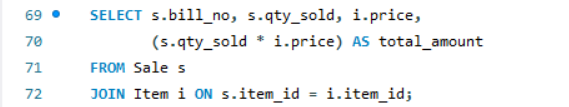 69 SELECT s.bill_no, s.qty_sold, i.price,
70 (s.qty_sold * i.price) AS total_amount
71 FROM Sale s
72 JOIN Item i ON s.item_id = i.item_id;